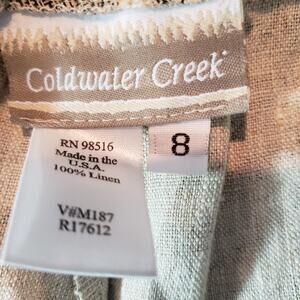 Coldwater Creek
8
RN 98516
Made in the
U.S.A.
100% Linen
V#M187
R17612